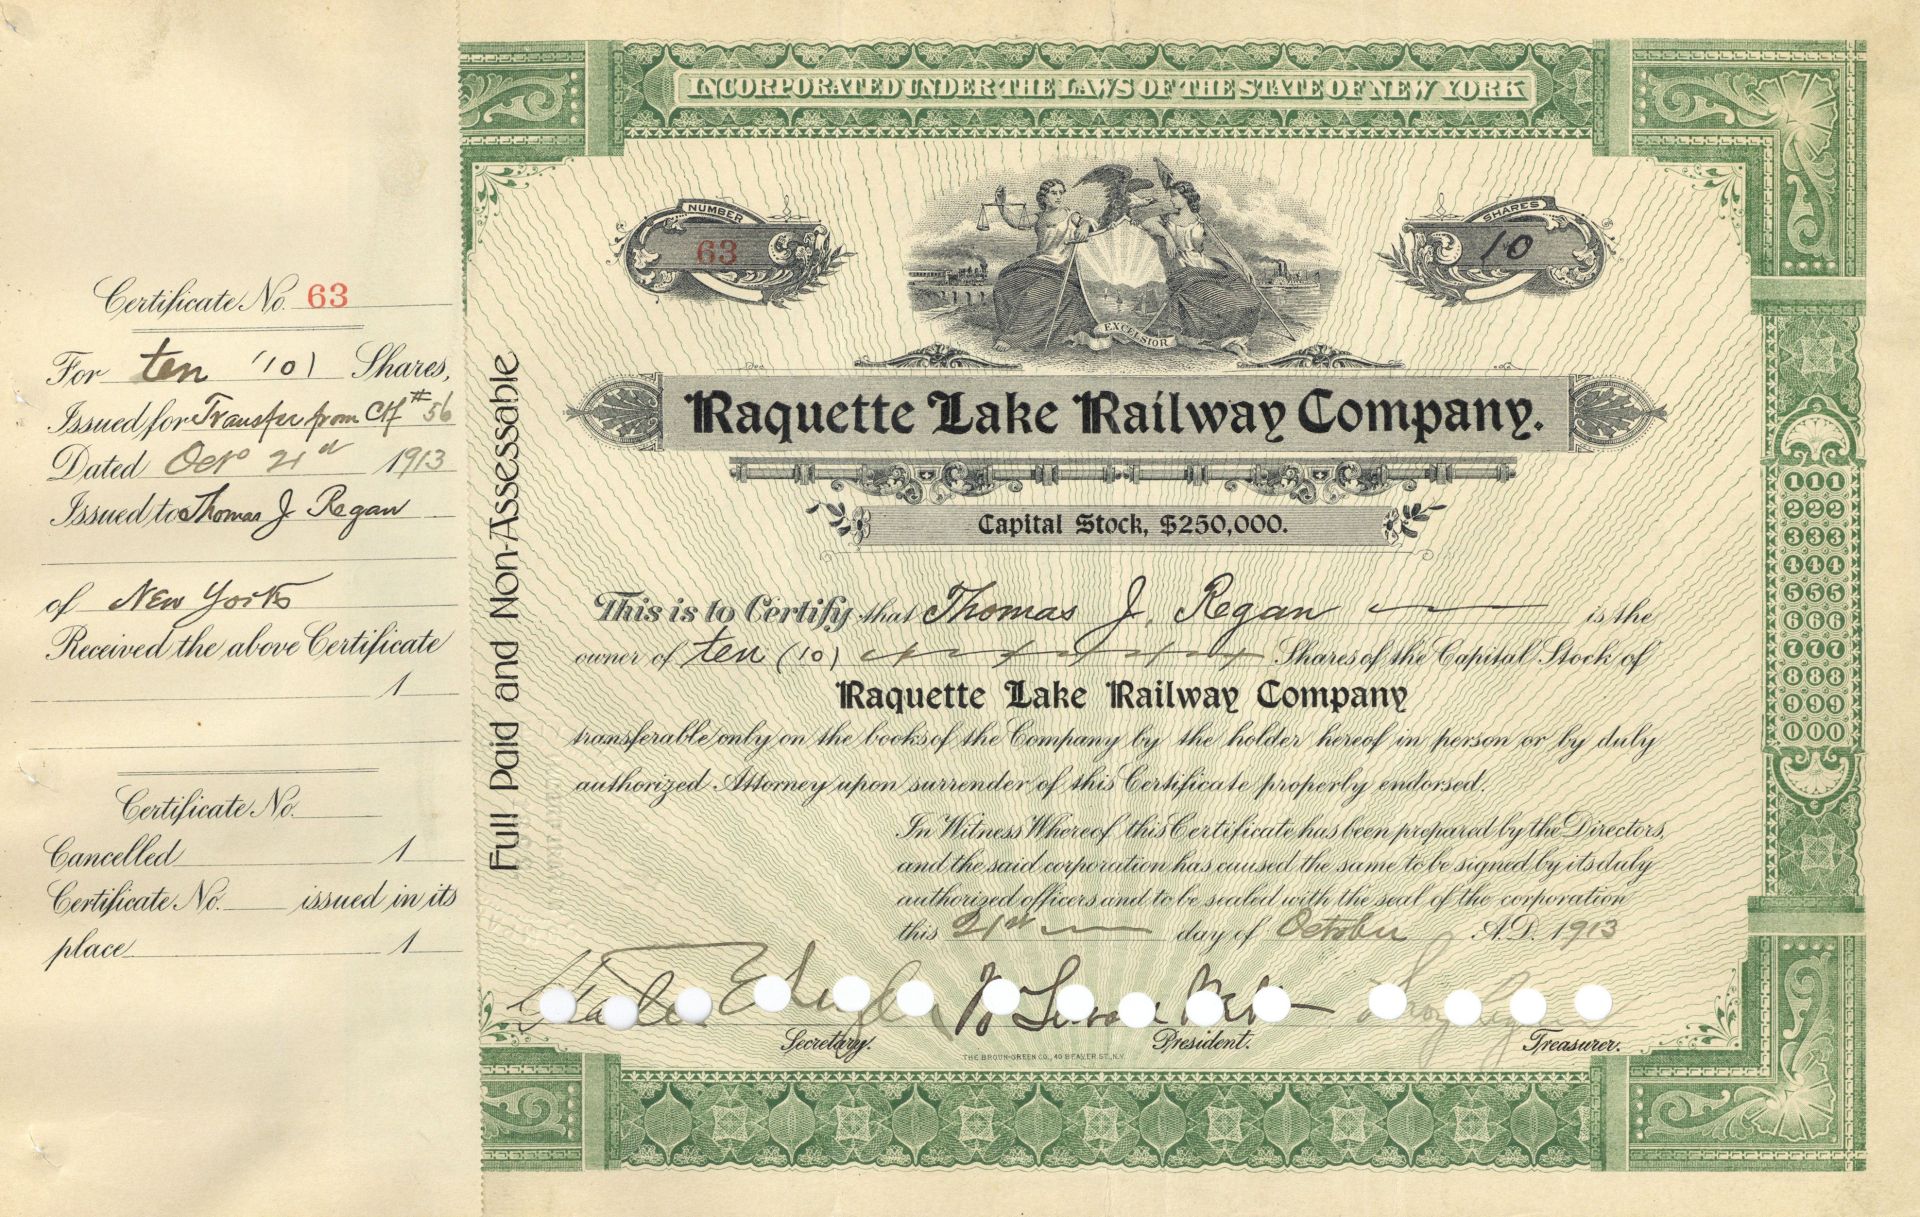 Certificate No. 63
For ten (10) Shares,
Issued for Transfer from Ctf #56
Dated Oct 21st 1913
Issued to Thomas J Regan
of New York
Received the above Certificate
1
Certificate No.
Cancelled 1
Certificate No. issued in its
place 1
Full Paid and Non-Assessable
INCORPORATED UNDER THE LAWS OF THE STATE OF NEW YORK
NUMBER
63
SHARES
10
EXCELSIOR
Raquette Lake Railway Company.
Capital Stock, $250,000.
This is to Certify that Thomas J. Regan is the
owner of ten (10) Shares of the Capital Stock of
Raquette Lake Railway Company
transferable only on the books of the Company by the holder hereof in person or by duly
authorized Attorney upon surrender of this Certificate properly endorsed.
In Witness Whereof, this Certificate has been prepared by the Directors,
and the said corporation has caused the same to be signed by its duly
authorized officers and to be sealed with the seal of the corporation
this 21st day of October A.D. 1913
Secretary. President. Treasurer.
THE BROUN-GREEN CO., 40 BEAVER ST., N.Y.
111
222
333
444
555
666
777
888
999
000